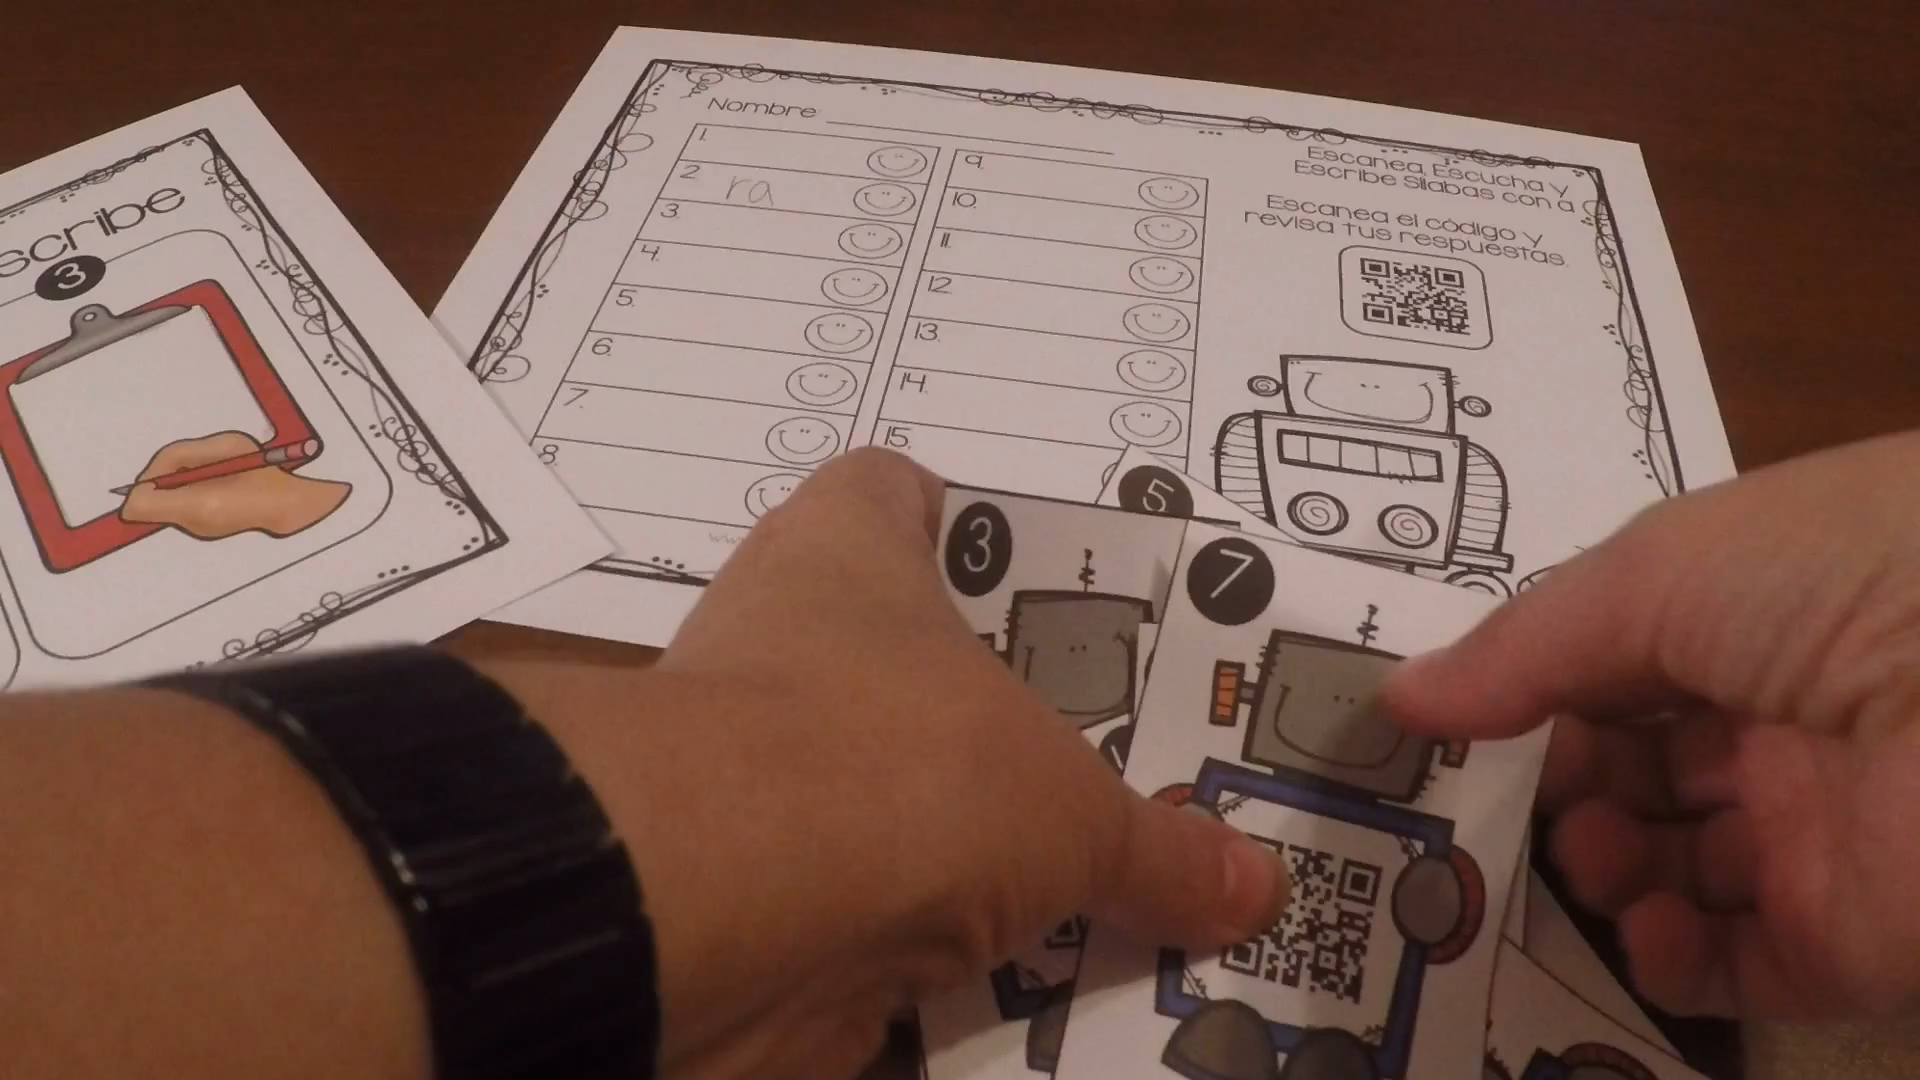 scribe
3
Nombre
1.
2. ra
3.
4.
5.
6.
7.
8.
9.
10.
11.
12.
13.
14.
15.
Escanea, Escucha y
Escribe Sílabas con a
Escanea el código y
revisa tus respuestas.
5
3
7